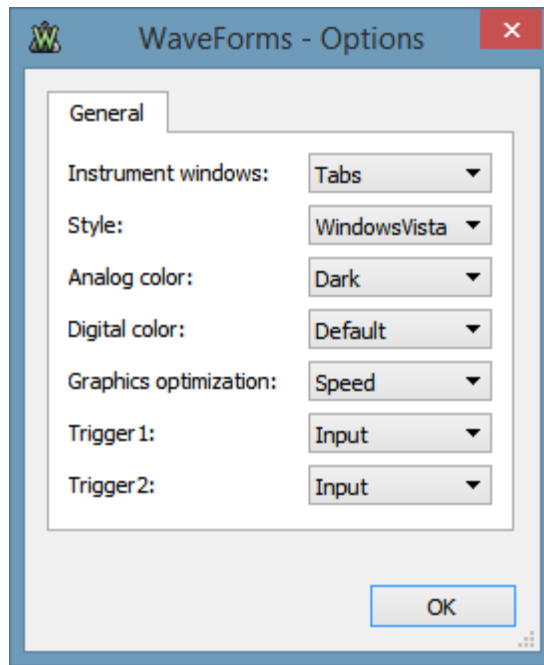 WaveForms - Options
General
Instrument windows: Tabs
Style: WindowsVista
Analog color: Dark
Digital color: Default
Graphics optimization: Speed
Trigger1: Input
Trigger2: Input
OK